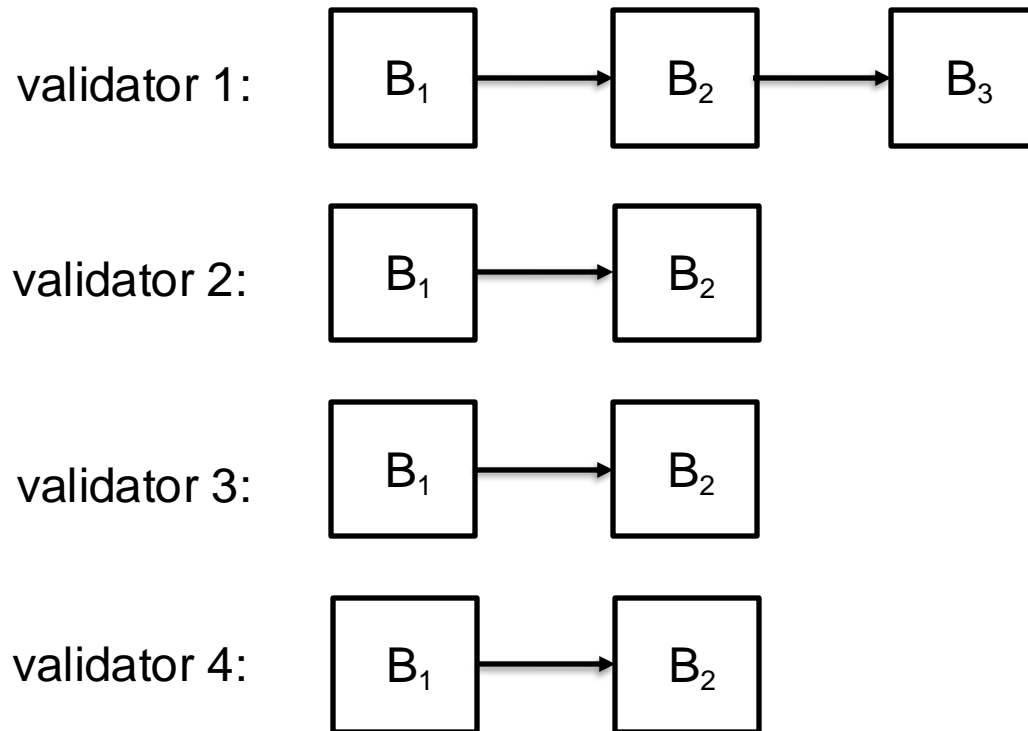 validator 1: B₁ B₂ B₃
validator 2: B₁ B₂
validator 3: B₁ B₂
validator 4: B₁ B₂